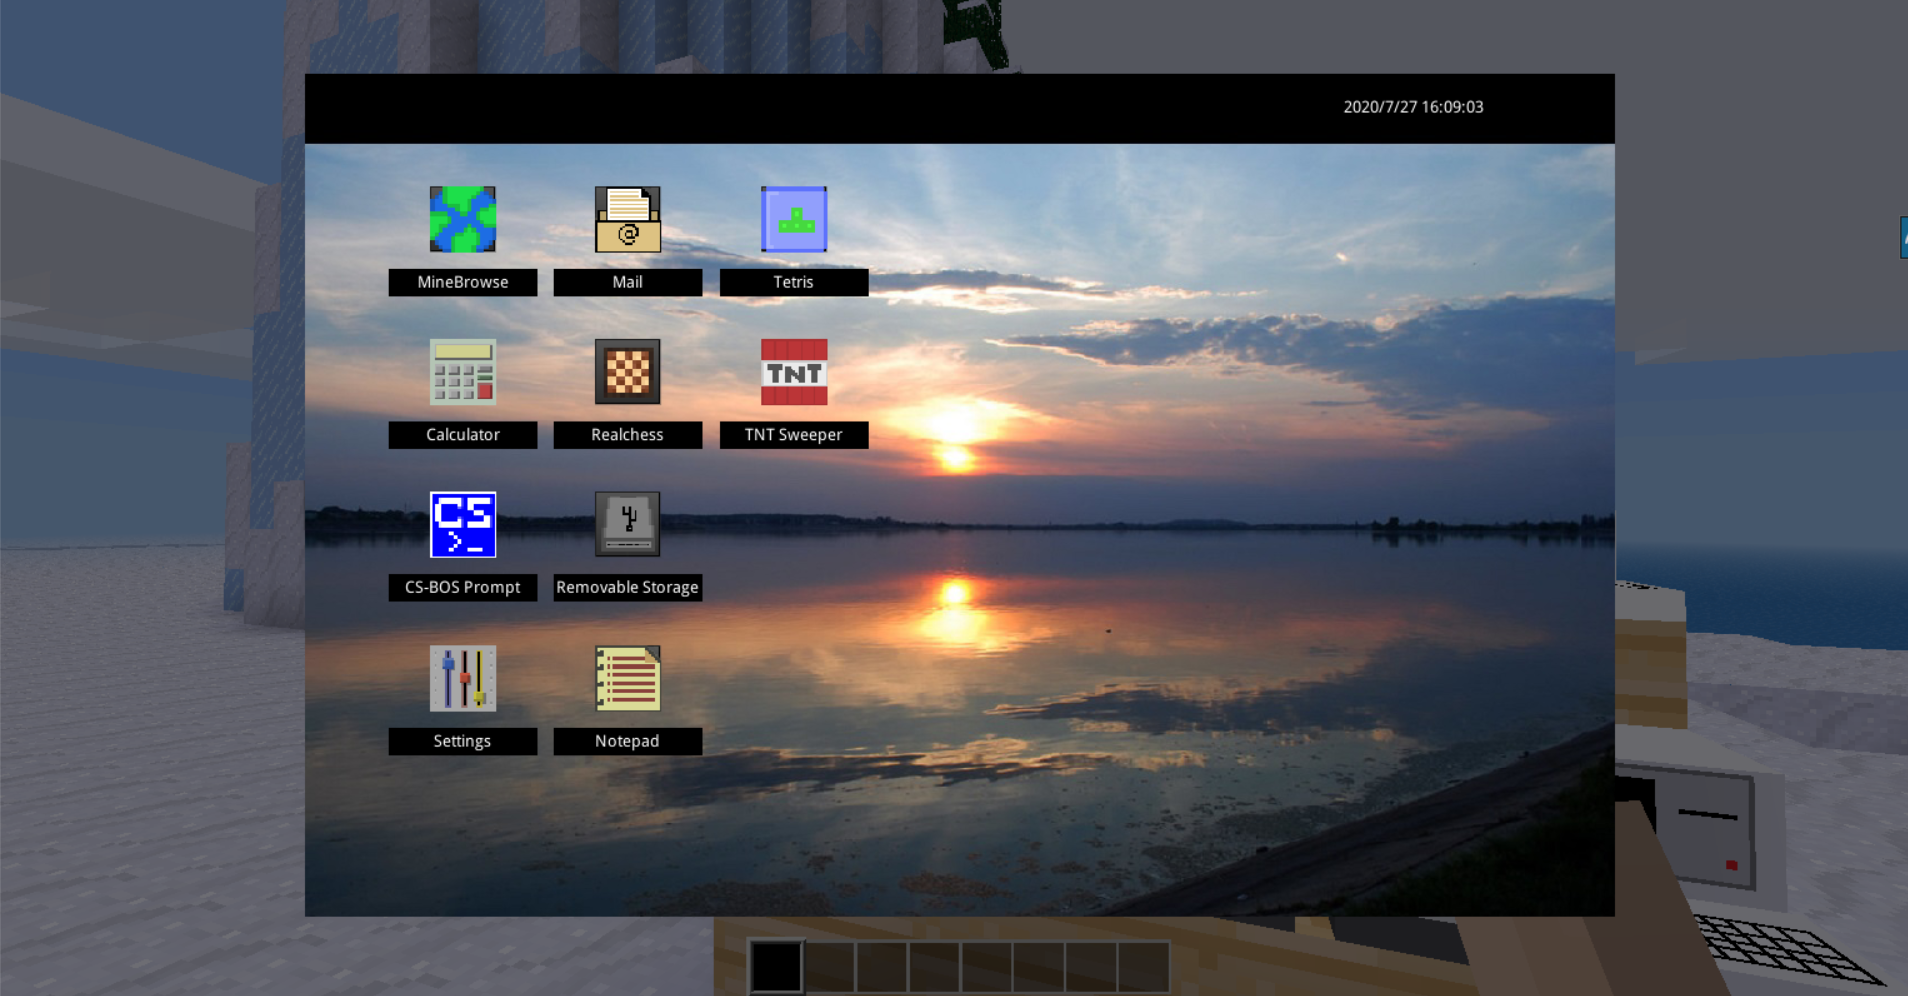 2020/7/27 16:09:03
@
MineBrowse
Mail
Tetris
TNT
Calculator
Realchess
TNT Sweeper
CS
>_
CS-BOS Prompt
Removable Storage
Settings
Notepad